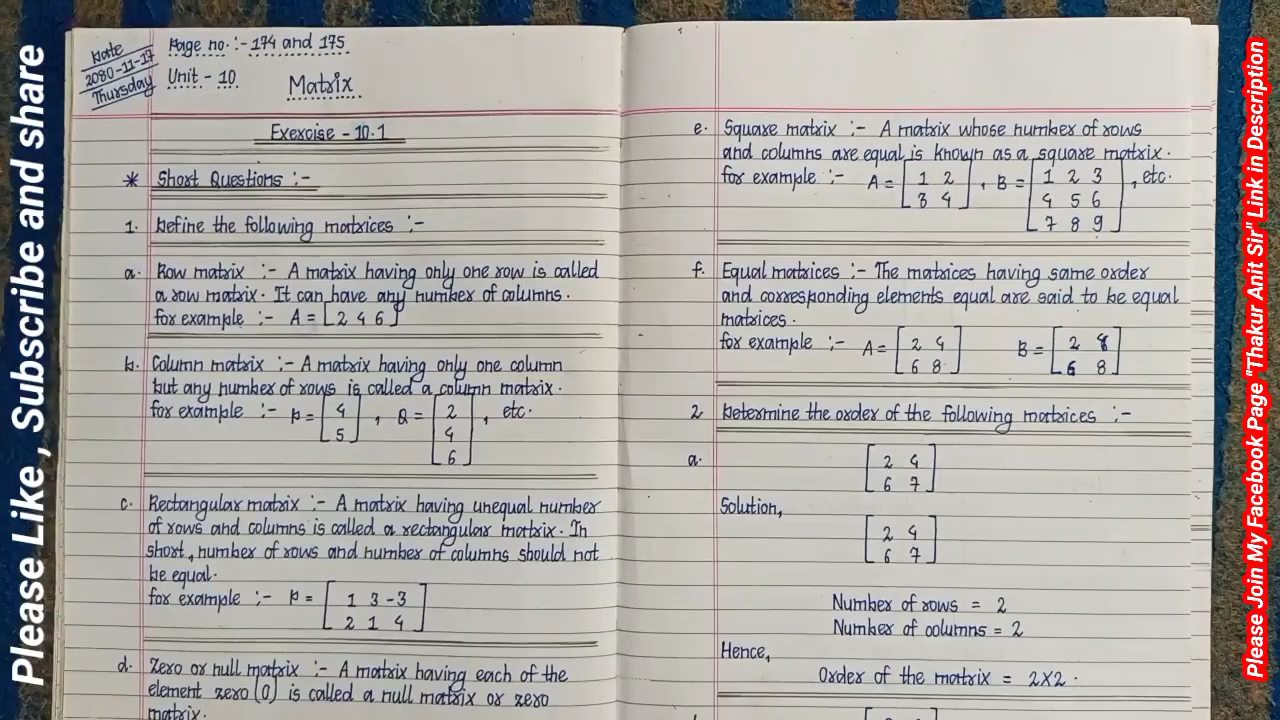 Please Like , Subscribe and share
Date
2080-11-17
Thursday
Page no. :- 174 and 175
Unit - 10
Matrix
Exercise - 10.1
* Short Questions :-
1. Define the following matrices :-
a. Row matrix :- A matrix having only one row is called
a row matrix. It can have any number of columns.
for example :- A = [2 4 6]
b. Column matrix :- A matrix having only one column
but any number of rows is called a column matrix.
for example :- P = [4 , Q = [2 , etc.
5] 4
6]
c. Rectangular matrix :- A matrix having unequal number
of rows and columns is called a rectangular matrix. In
short, number of rows and number of columns should not
be equal.
for example :- P = [1 3 -3
2 1 4]
d. Zero or null matrix :- A matrix having each of the
element zero (0) is called a null matrix or zero
matrix.
e. Square matrix :- A matrix whose number of rows
and columns are equal is known as a square matrix.
for example :- A = [1 2 , B = [1 2 3 , etc.
3 4] 4 5 6
7 8 9]
f. Equal matrices :- The matrices having same order
and corresponding elements equal are said to be equal
matrices.
for example :- A = [2 4 B = [2
6 8] 6 8]
2 Determine the order of the following matrices :-
a. [2 4
6 7]
Solution,
[2 4
6 7]
Number of rows = 2
Number of columns = 2
Hence,
Order of the matrix = 2X2.
Please Join My Facebook Page "Thakur Anit Sir" Link in Description